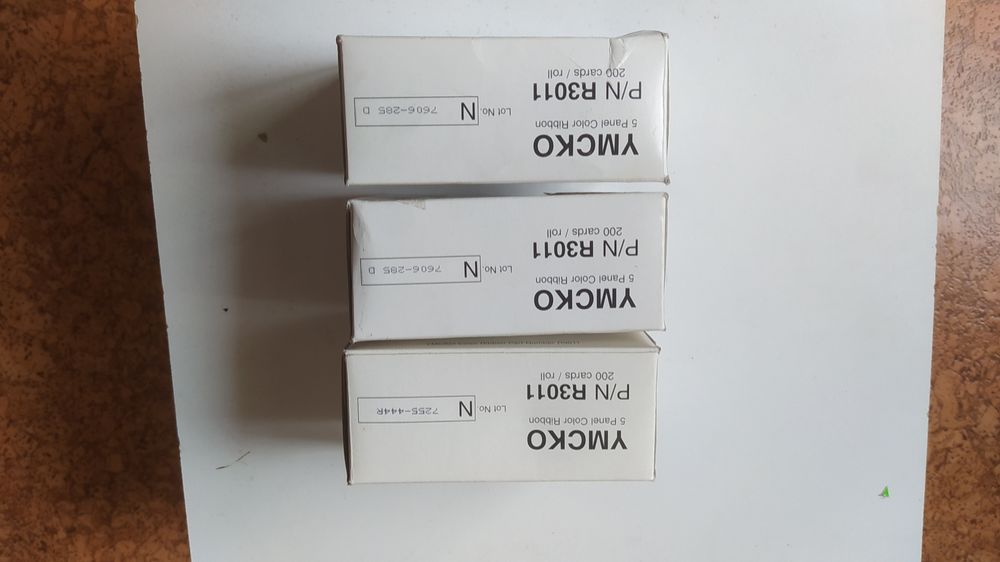 YMCKO
5 Panel Color Ribbon
P/N R3011
200 cards / roll
Lot No. N 7255-444R
YMCKO
5 Panel Color Ribbon
P/N R3011
200 cards / roll
Lot No. N 7606-285 D
YMCKO
5 Panel Color Ribbon
P/N R3011
200 cards / roll
Lot No. N 7606-285 D